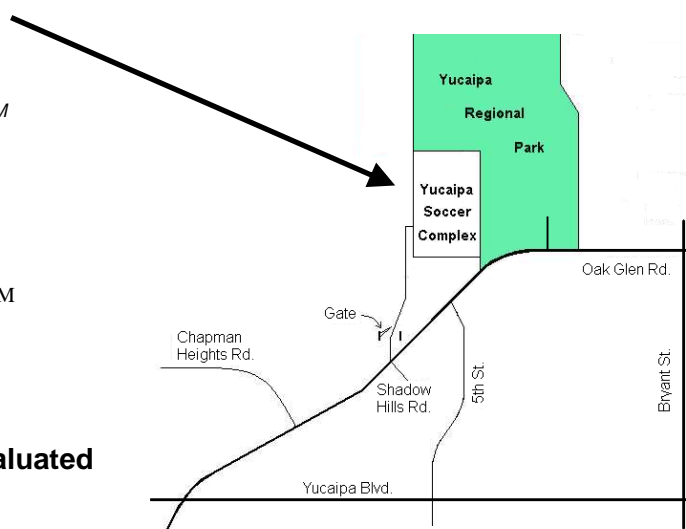 M
Yucaipa
Regional
Park
Yucaipa
Soccer
Complex
Oak Glen Rd.
M
Gate
Chapman
Heights Rd.
Shadow
Hills Rd.
5th St.
Bryant St.
aluated
Yucaipa Blvd.